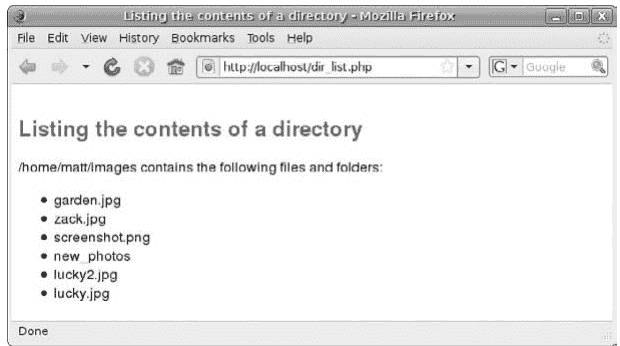 Listing the contents of a directory - Mozilla Firefox
File Edit View History Bookmarks Tools Help
http://localhost/dir_list.php G Google
Listing the contents of a directory
/home/matt/images contains the following files and folders:
• garden.jpg
• zack.jpg
• screenshot.png
• new_photos
• lucky2.jpg
• lucky.jpg
Done